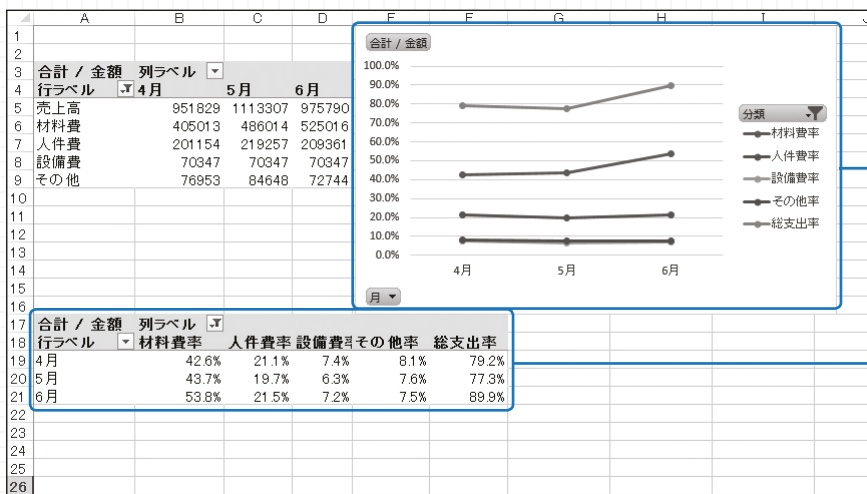 A B C D E F G H I
1
2
3 合計 / 金額 列ラベル
4 行ラベル 4月 5月 6月
5 売上高 951829 1113307 975790
6 材料費 405013 486014 525016
7 人件費 201154 219257 209361
8 設備費 70347 70347 70347
9 その他 76953 84648 72744
10
11
12
13
14
15
16
17 合計 / 金額 列ラベル
18 行ラベル 材料費率 人件費率 設備費率 その他率 総支出率
19 4月 42.6% 21.1% 7.4% 8.1% 79.2%
20 5月 43.7% 19.7% 6.3% 7.6% 77.3%
21 6月 53.8% 21.5% 7.2% 7.5% 89.9%
22
23
24
25
26
合計 / 金額
100.0%
90.0%
80.0%
70.0%
60.0%
50.0%
40.0%
30.0%
20.0%
10.0%
0.0%
4月 5月 6月
月
分類
材料費率
人件費率
設備費率
その他率
総支出率